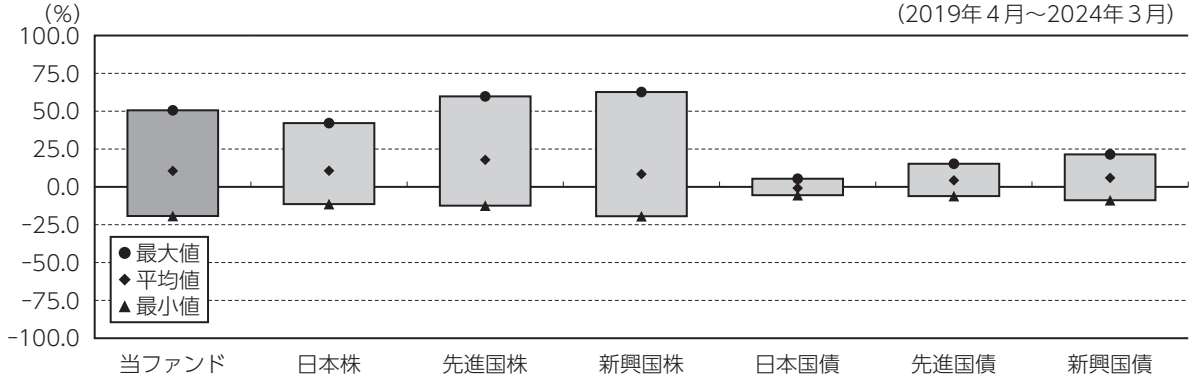 (%)
(2019年4月～2024年3月)
100.0
75.0
50.0
25.0
0.0
-25.0
-50.0
-75.0
-100.0
●最大値
◆平均値
▲最小値
当ファンド 日本株 先進国株 新興国株 日本国債 先進国債 新興国債